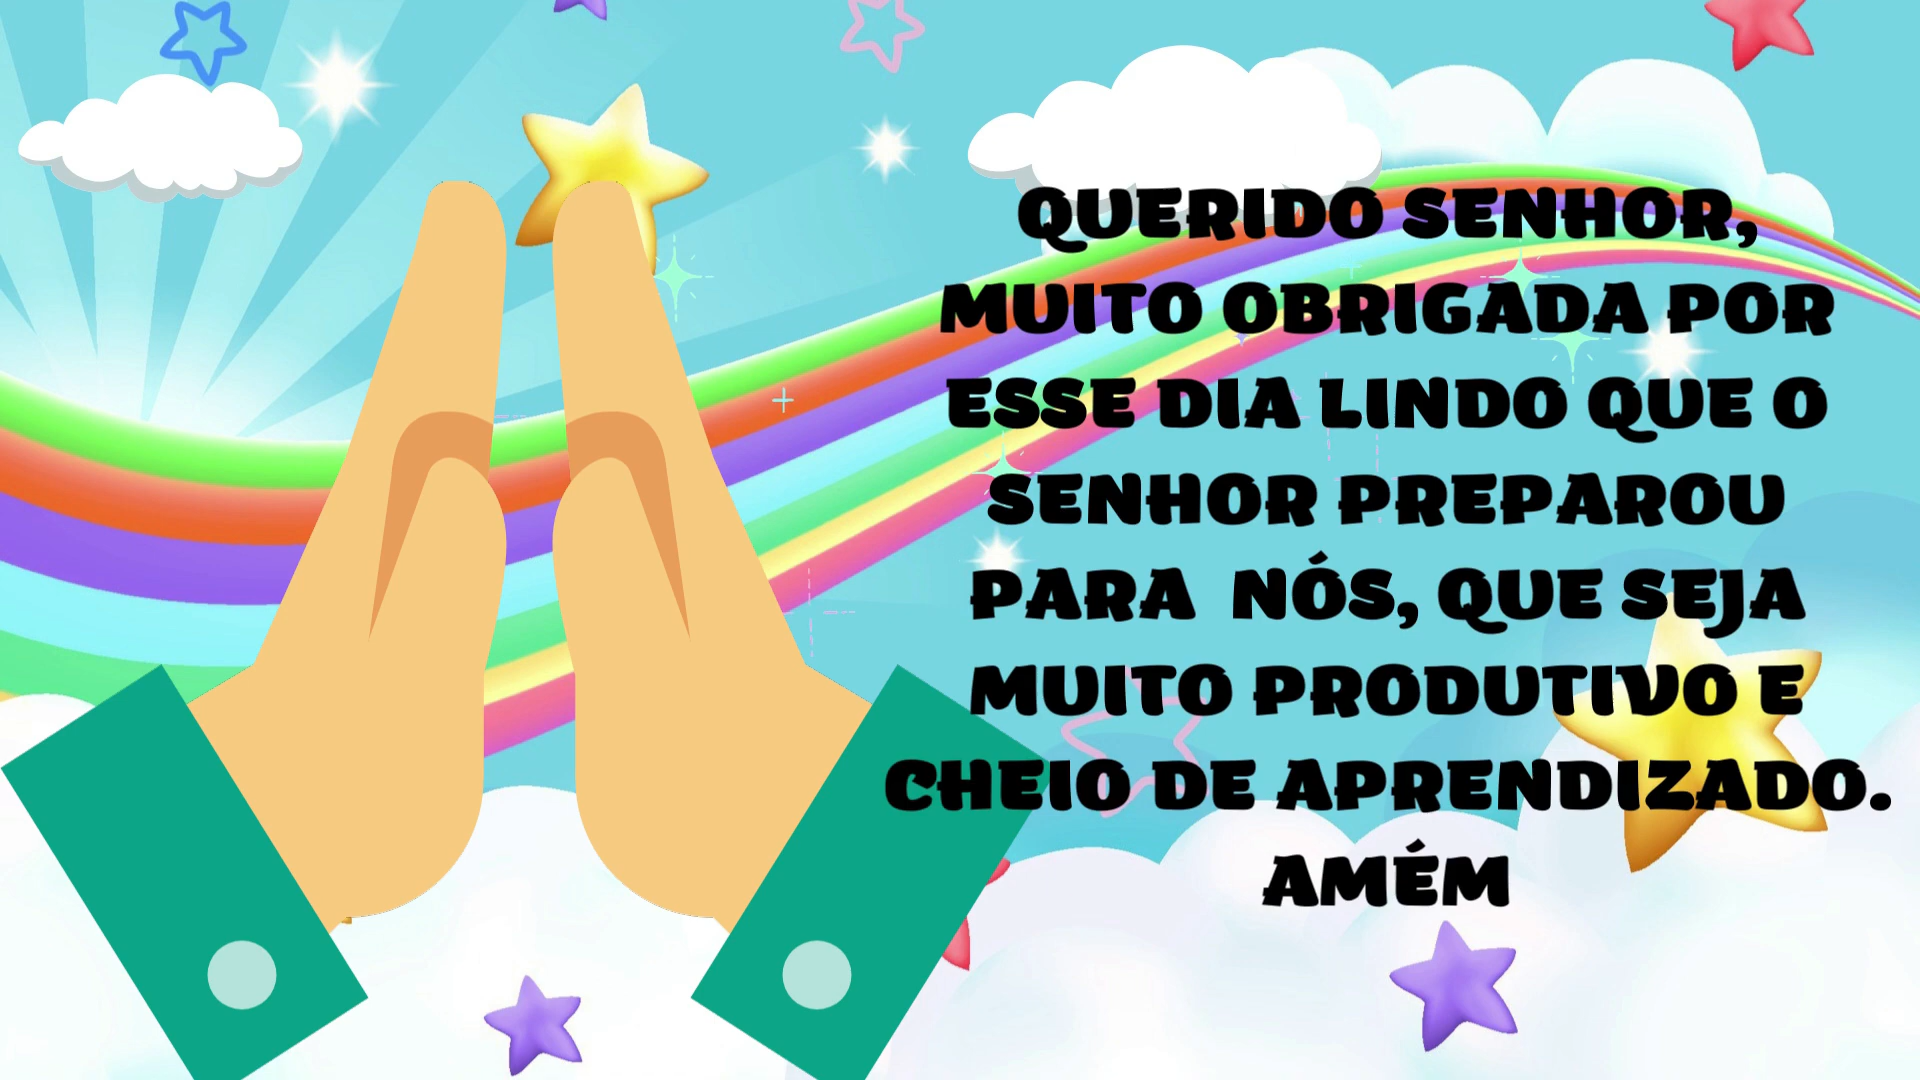 QUERIDO SENHOR,
MUITO OBRIGADA POR
ESSE DIA LINDO QUE O
SENHOR PREPAROU
PARA  NÓS, QUE SEJA
MUITO PRODUTIVO E
CHEIO DE APRENDIZADO.
AMÉM